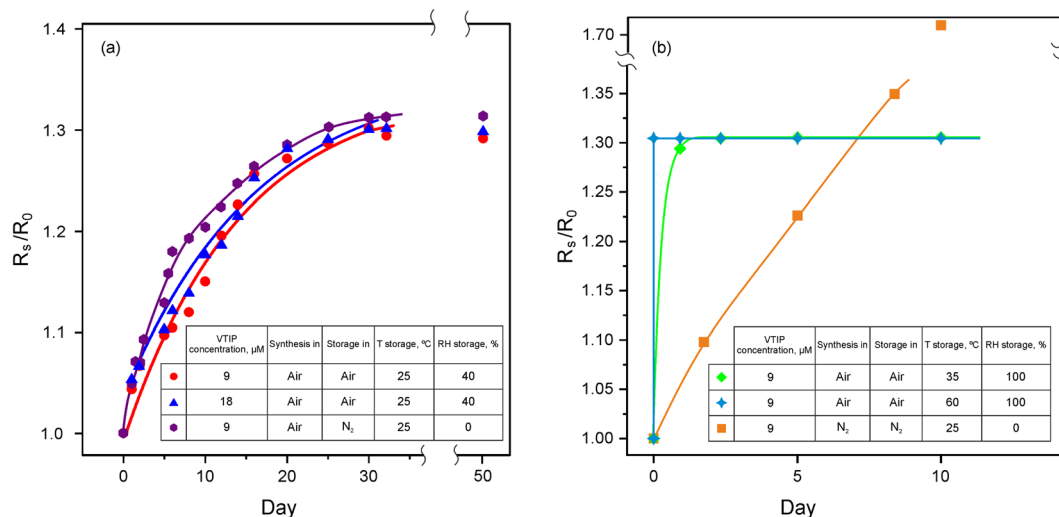 (a)
1.4
1.3
1.2
1.1
1.0
Rₛ/R₀
0
10
20
30
50
Day
VTIP concentration, µM
Synthesis in
Storage in
T storage, ºC
RH storage, %
9
Air
Air
25
40
18
Air
Air
25
40
9
Air
N₂
25
0
(b)
1.70
1.35
1.30
1.25
1.20
1.15
1.10
1.05
1.00
Rₛ/R₀
0
5
10
Day
VTIP concentration, µM
Synthesis in
Storage in
T storage, ºC
RH storage, %
9
Air
Air
35
100
9
Air
Air
60
100
9
N₂
N₂
25
0